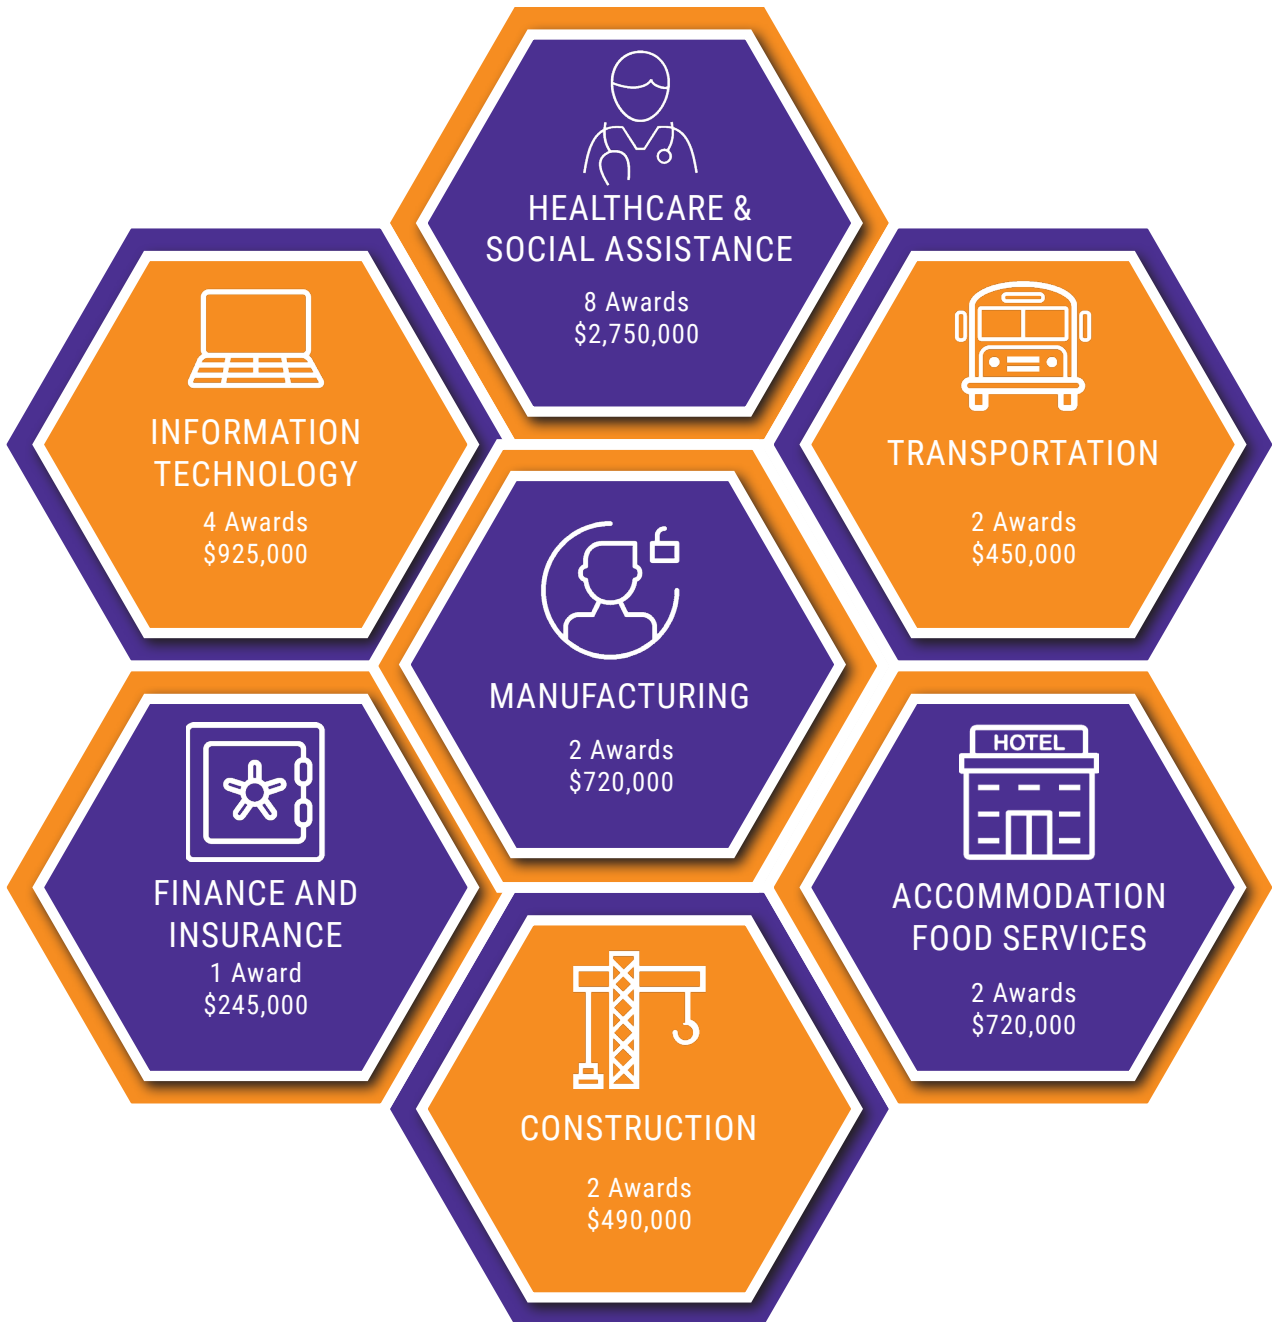 HEALTHCARE &
SOCIAL ASSISTANCE
8 Awards
$2,750,000
INFORMATION
TECHNOLOGY
4 Awards
$925,000
TRANSPORTATION
2 Awards
$450,000
MANUFACTURING
2 Awards
$720,000
FINANCE AND
INSURANCE
1 Award
$245,000
HOTEL
ACCOMMODATION
FOOD SERVICES
2 Awards
$720,000
CONSTRUCTION
2 Awards
$490,000